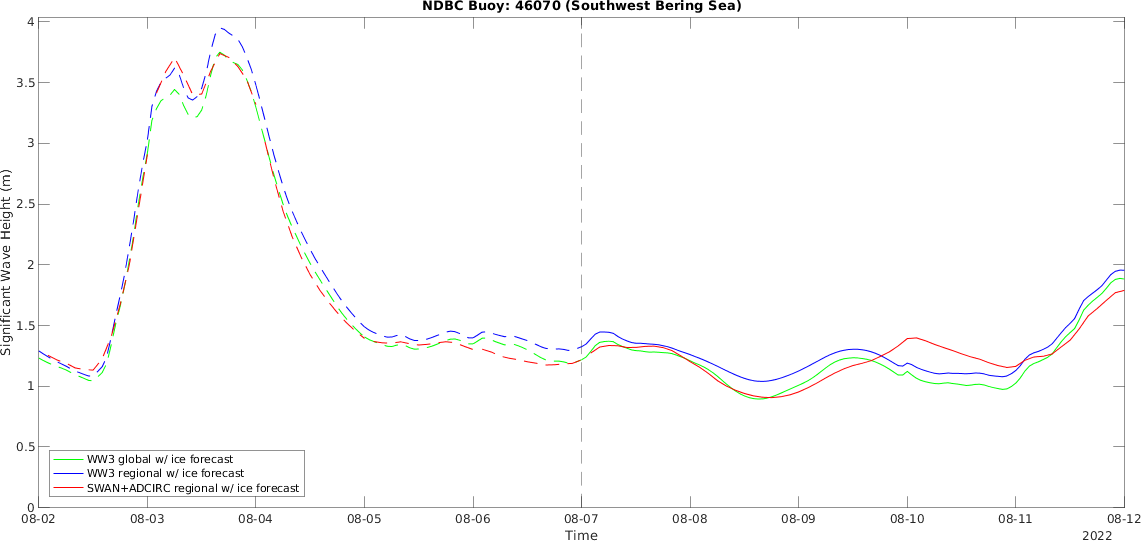 NDBC Buoy: 46070 (Southwest Bering Sea)
4
3.5
3
2.5
2
1.5
1
0.5
0
Significant Wave Height (m)
WW3 global w/ ice forecast
WW3 regional w/ ice forecast
SWAN+ADCIRC regional w/ ice forecast
08-02 08-03 08-04 08-05 08-06 08-07 08-08 08-09 08-10 08-11 08-12
Time
2022